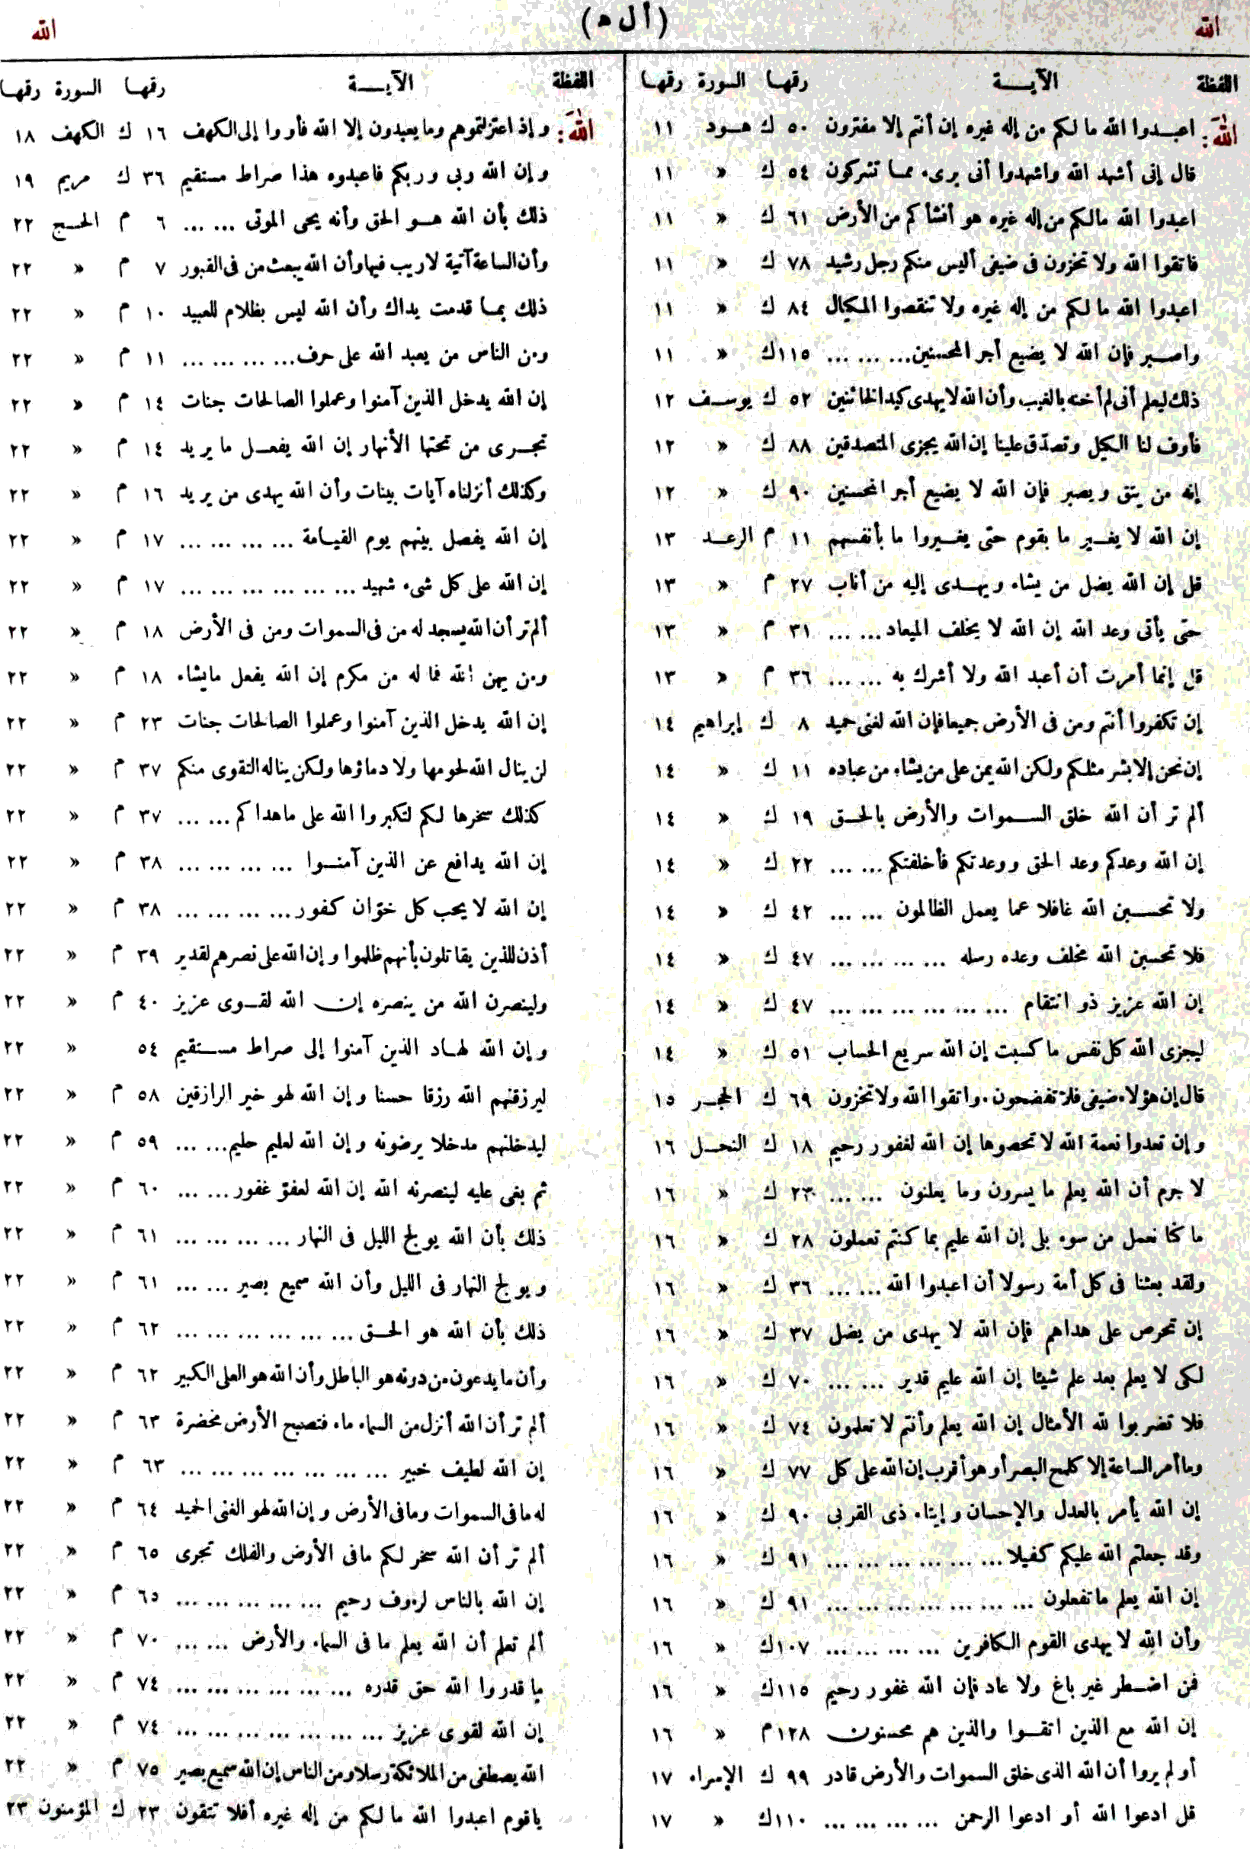 الله (أ ل ه) الله
اللفظة الآيــــة رقمها السورة رقمها
اللهَ: اعبـدوا الله ما لكم من إله غيره إن أنتم إلا مفترون ٥٠ ك هــود ١١
قال إنى أشهد الله واشهدوا أنى برىء ممـا تشركون ٥٤ ك » ١١
اعبدوا الله مالكم من إله غيره هو أنشأكم من الأرض ٦١ ك » ١١
فاتقوا الله ولا تخزون فى ضيفى أليس منكم رجل رشيد ٧٨ ك » ١١
اعبدوا الله ما لكم من إله غيره ولا تنقصوا المكيال ٨٤ ك » ١١
واصـبر فإن الله لا يضيع أجر المحسنين... ... ... ١١٥ك » ١١
ذلك ليعلم أنى لم أخنه بالغيب وأن الله لا يهدى كيد الخائنين ٥٢ ك يوسـف ١٢
فأوف لنا الكيل وتصدّق علينا إن الله يجزى المتصدقين ٨٨ ك » ١٢
إنه من يتق ويصبر فإن الله لا يضيع أجر المحسنين ٩٠ ك » ١٢
إن الله لا يغـير ما بقوم حتى يغـيروا ما بأنفسهم ١١ م الرعـد ١٣
قل إن الله يضل من يشاء ويهـدى إليه من أناب ٢٧ م » ١٣
حتى يأتى وعد الله إن الله لا يخلف الميعاد... ... ٣١ م » ١٣
قل إنما أمرت أن أعبد الله ولا أشرك به ... ... ٣٦ م » ١٣
إن تكفروا أنتم ومن فى الأرض جميعا فإن الله لغنى حميد ٨ ك إبراهيم ١٤
إن نحن إلا بشر مثلكم ولكن الله يمن على من يشاء من عباده ١١ ك » ١٤
ألم تر أن الله خلق الســموات والأرض بالحـق ١٩ ك » ١٤
إن الله وعدكم وعد الحق ووعدتكم فأخلفتكم... ... ٢٢ ك » ١٤
ولا تحسـبن الله غافلا عما يعمل الظالمون ... ... ٤٢ ك » ١٤
فلا تحسبن الله مخلف وعده رسله ... ... ... ... ٤٧ ك » ١٤
إن الله عزيز ذو انتقام ... ... ... ... ... ... ٤٧ ك » ١٤
ليجزى الله كل نفس ما كسبت إن الله سريع الحساب ٥١ ك » ١٤
قال إن هؤلاء ضيفى فلا تفضحون. واتقوا الله ولا تخزون ٦٩ ك الحجـر ١٥
وإن تعدوا نعمة الله لا تحصوها إن الله لغفور رحيم ١٨ ك النحـل ١٦
لا جرم أن الله يعلم ما يسرون وما يعلنون ... ... ٢٣ ك » ١٦
ما كنا نعمل من سوء بلى إن الله عليم بما كنتم تعملون ٢٨ ك » ١٦
ولقد بعثنا فى كل أمة رسولا أن اعبدوا الله ... ... ٣٦ ك » ١٦
إن تحرص على هداهم فإن الله لا يهدى من يضل ٣٧ ك » ١٦
لكى لا يعلم بعد علم شيئا إن الله عليم قدير ... ... ٧٠ ك » ١٦
فلا تضربوا لله الأمثال إن الله يعلم وأنتم لا تعلمون ٧٤ ك » ١٦
وما أمر الساعة إلا كلمح البصر أو هو أقرب إن الله على كل ٧٧ ك » ١٦
إن الله يأمر بالعدل والإحسان وإيتاء ذى القربى ٩٠ ك » ١٦
وقد جعلتم الله عليكم كفيلا... ... ... ... ... ... ٩١ ك » ١٦
إن الله يعلم ما تفعلون ... ... ... ... ... ... ... ٩١ ك » ١٦
وأن الله لا يهدى القوم الكافرين ... ... ... ... ١٠٧ك » ١٦
فمن اضـطر غير باغ ولا عاد فإن الله غفور رحيم ١١٥ك » ١٦
إن الله مع الذين اتقـوا والذين هم محسنون ١٢٨م » ١٦
أولم يروا أن الله الذى خلق السموات والأرض قادر ٩٩ ك الإسراء ١٧
قل ادعوا الله أو ادعوا الرحمن ... ... ... ... ١١٠ك » ١٧
اللفظة الآيــــة رقمها السورة رقمها
اللهَ: وإذ اعتزلتموهم وما يعبدون إلا الله فأووا إلى الكهف ١٦ ك الكهف ١٨
وإن الله ربى وربكم فاعبدوه هذا صراط مستقيم ٣٦ ك مريم ١٩
ذلك بأن الله هـو الحق وأنه يحى الموتى ... ... ٦ م الحـج ٢٢
وأن الساعة آتية لا ريب فيها وأن الله يبعث من فى القبور ٧ م » ٢٢
ذلك بمـا قدمت يداك وأن الله ليس بظلام للعبيد ١٠ م » ٢٢
ومن الناس من يعبد الله على حرف... ... ... ... ١١ م » ٢٢
إن الله يدخل الذين آمنوا وعملوا الصالحات جنات ١٤ م » ٢٢
تجـرى من تحتها الأنهار إن الله يفعـل ما يريد ١٤ م » ٢٢
وكذلك أنزلناه آيات بينات وأن الله يهدى من يريد ١٦ م » ٢٢
إن الله يفصل بينهم يوم القيـامة ... ... ... ... ١٧ م » ٢٢
إن الله على كل شىء شهيد ... ... ... ... ... ... ١٧ م » ٢٢
ألم تر أن الله يسجد له من فى السموات ومن فى الأرض ١٨ م » ٢٢
ومن يهن الله فما له من مكرم إن الله يفعل ما يشاء ١٨ م » ٢٢
إن الله يدخل الذين آمنوا وعملوا الصالحات جنات ٢٣ م » ٢٢
لن ينال الله لحومها ولا دماؤها ولكن يناله التقوى منكم ٣٧ م » ٢٢
كذلك سخرها لكم لتكبروا الله على ما هداكم ... ... ٣٧ م » ٢٢
إن الله يدافع عن الذين آمنـوا ... ... ... ... ٣٨ م » ٢٢
إن الله لا يحب كل خوّان كفور... ... ... ... ٣٨ م » ٢٢
أذن للذين يقاتلون بأنهم ظلموا وإن الله على نصرهم لقدير ٣٩ م » ٢٢
ولينصرن الله من ينصره إن الله لقـوى عزيز ٤٠ م » ٢٢
وإن الله لهـاد الذين آمنوا إلى صراط مسـتقيم ٥٤ » ٢٢
ليرزقنهم الله رزقا حسنا وإن الله لهو خير الرازقين ٥٨ م » ٢٢
ليدخلنهم مدخلا يرضونه وإن الله لعليم حليم... ... ٥٩ م » ٢٢
ثم بغى عليه لينصرنه الله إن الله لعفوّ غفور... ... ٦٠ م » ٢٢
ذلك بأن الله يولج الليل فى النهار ... ... ... ... ٦١ م » ٢٢
ويولج النهار فى الليل وأن الله سميع بصير ... ... ٦١ م » ٢٢
ذلك بأن الله هو الحـق ... ... ... ... ... ... ٦٢ م » ٢٢
وأن ما يدعون من دونه هو الباطل وأن الله هو العلى الكبير ٦٢ م » ٢٢
ألم تر أن الله أنزل من السماء ماء فتصبح الأرض مخضرة ٦٣ م » ٢٢
إن الله لطيف خبير ... ... ... ... ... ... ... ٦٣ م » ٢٢
له ما فى السموات وما فى الأرض وإن الله لهو الغنى الحميد ٦٤ م » ٢٢
ألم تر أن الله سخر لكم ما فى الأرض والفلك تجرى ٦٥ م » ٢٢
إن الله بالناس لرءوف رحيم ... ... ... ... ... ٦٥ م » ٢٢
ألم تعلم أن الله يعلم ما فى السماء والأرض ... ... ٧٠ م » ٢٢
ما قدروا الله حق قدره ... ... ... ... ... ... ٧٤ م » ٢٢
إن الله لقوى عزيز ... ... ... ... ... ... ... ٧٤ م » ٢٢
الله يصطفى من الملائكة رسلا ومن الناس إن الله سميع بصير ٧٥ م » ٢٢
ياقوم اعبدوا الله ما لكم من إله غيره أفلا تتقون ٢٣ ك المؤمنون ٢٣